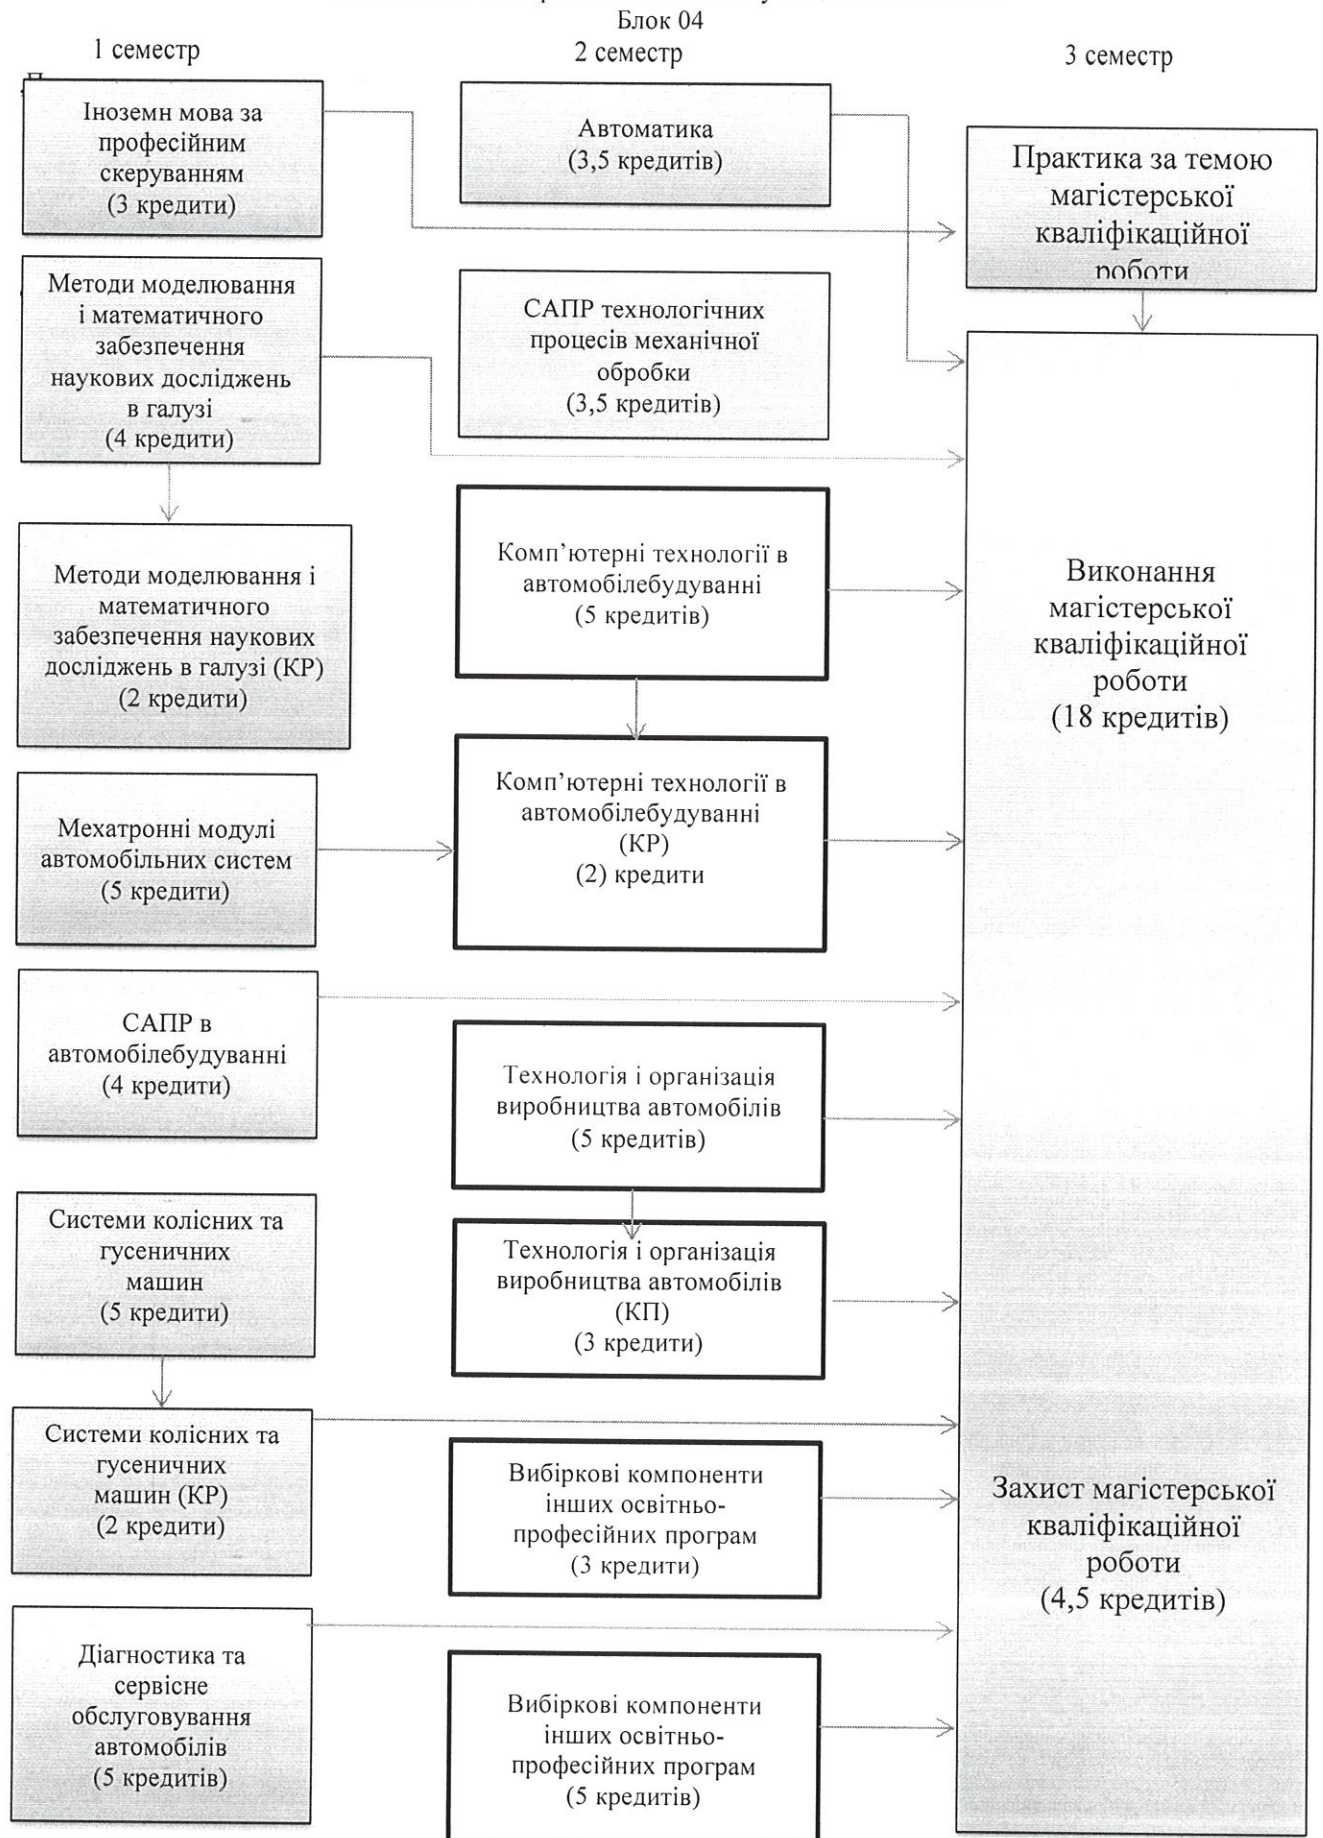 Блок 04
1 семестр
2 семестр
3 семестр
Іноземн мова за
професійним
скеруванням
(3 кредити)
Методи моделювання
і математичного
забезпечення
наукових досліджень
в галузі
(4 кредити)
Методи моделювання і
математичного
забезпечення наукових
досліджень в галузі (КР)
(2 кредити)
Мехатронні модулі
автомобільних систем
(5 кредити)
САПР в
автомобілебудуванні
(4 кредити)
Системи колісних та
гусеничних
машин
(5 кредити)
Системи колісних та
гусеничних
машин (КР)
(2 кредити)
Діагностика та
сервісне
обслуговування
автомобілів
(5 кредитів)
Автоматика
(3,5 кредитів)
САПР технологічних
процесів механічної
обробки
(3,5 кредитів)
Комп’ютерні технології в
автомобілебудуванні
(5 кредитів)
Комп’ютерні технології в
автомобілебудуванні
(КР)
(2) кредити
Технологія і організація
виробництва автомобілів
(5 кредитів)
Технологія і організація
виробництва автомобілів
(КП)
(3 кредити)
Вибіркові компоненти
інших освітньо-
професійних програм
(3 кредити)
Вибіркові компоненти
інших освітньо-
професійних програм
(5 кредитів)
Практика за темою
магістерської
кваліфікаційної
роботи
Виконання
магістерської
кваліфікаційної
роботи
(18 кредитів)
Захист магістерської
кваліфікаційної
роботи
(4,5 кредитів)